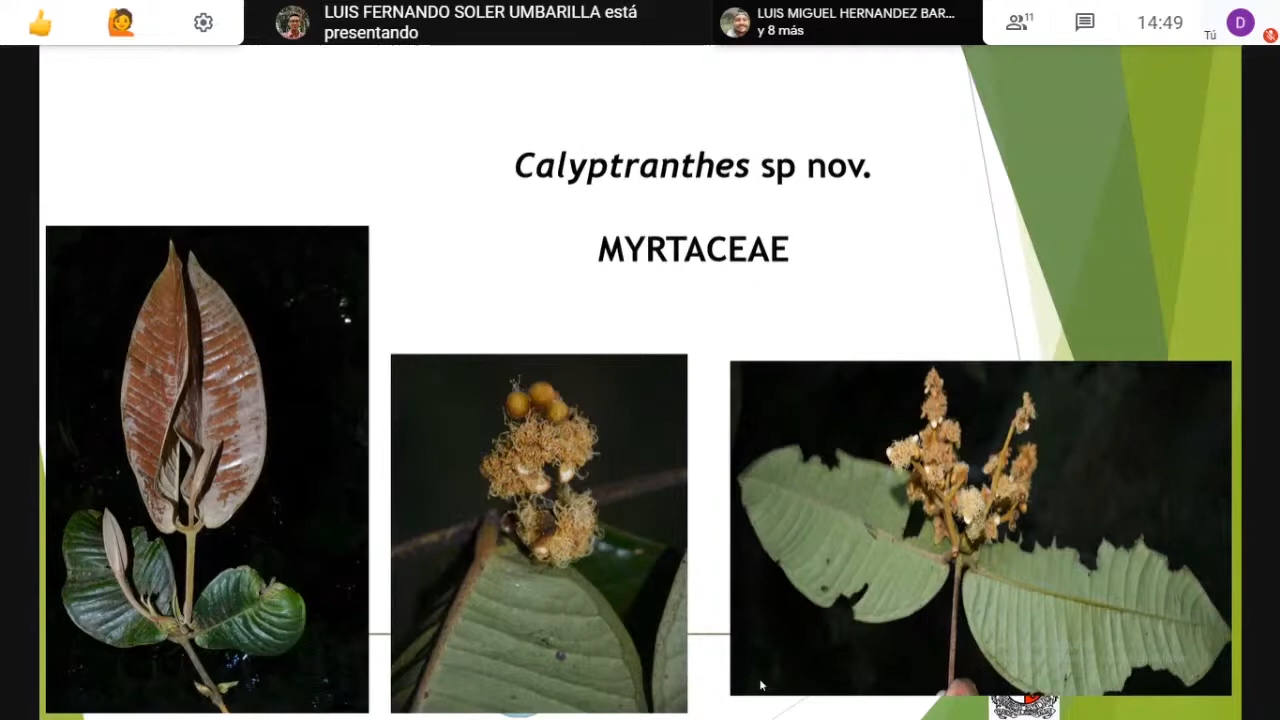 LUIS FERNANDO SOLER UMBARILLA está
presentando
LUIS MIGUEL HERNANDEZ BAR...
y 8 más
11
14:49
Tú
D
Calyptranthes sp nov.
MYRTACEAE